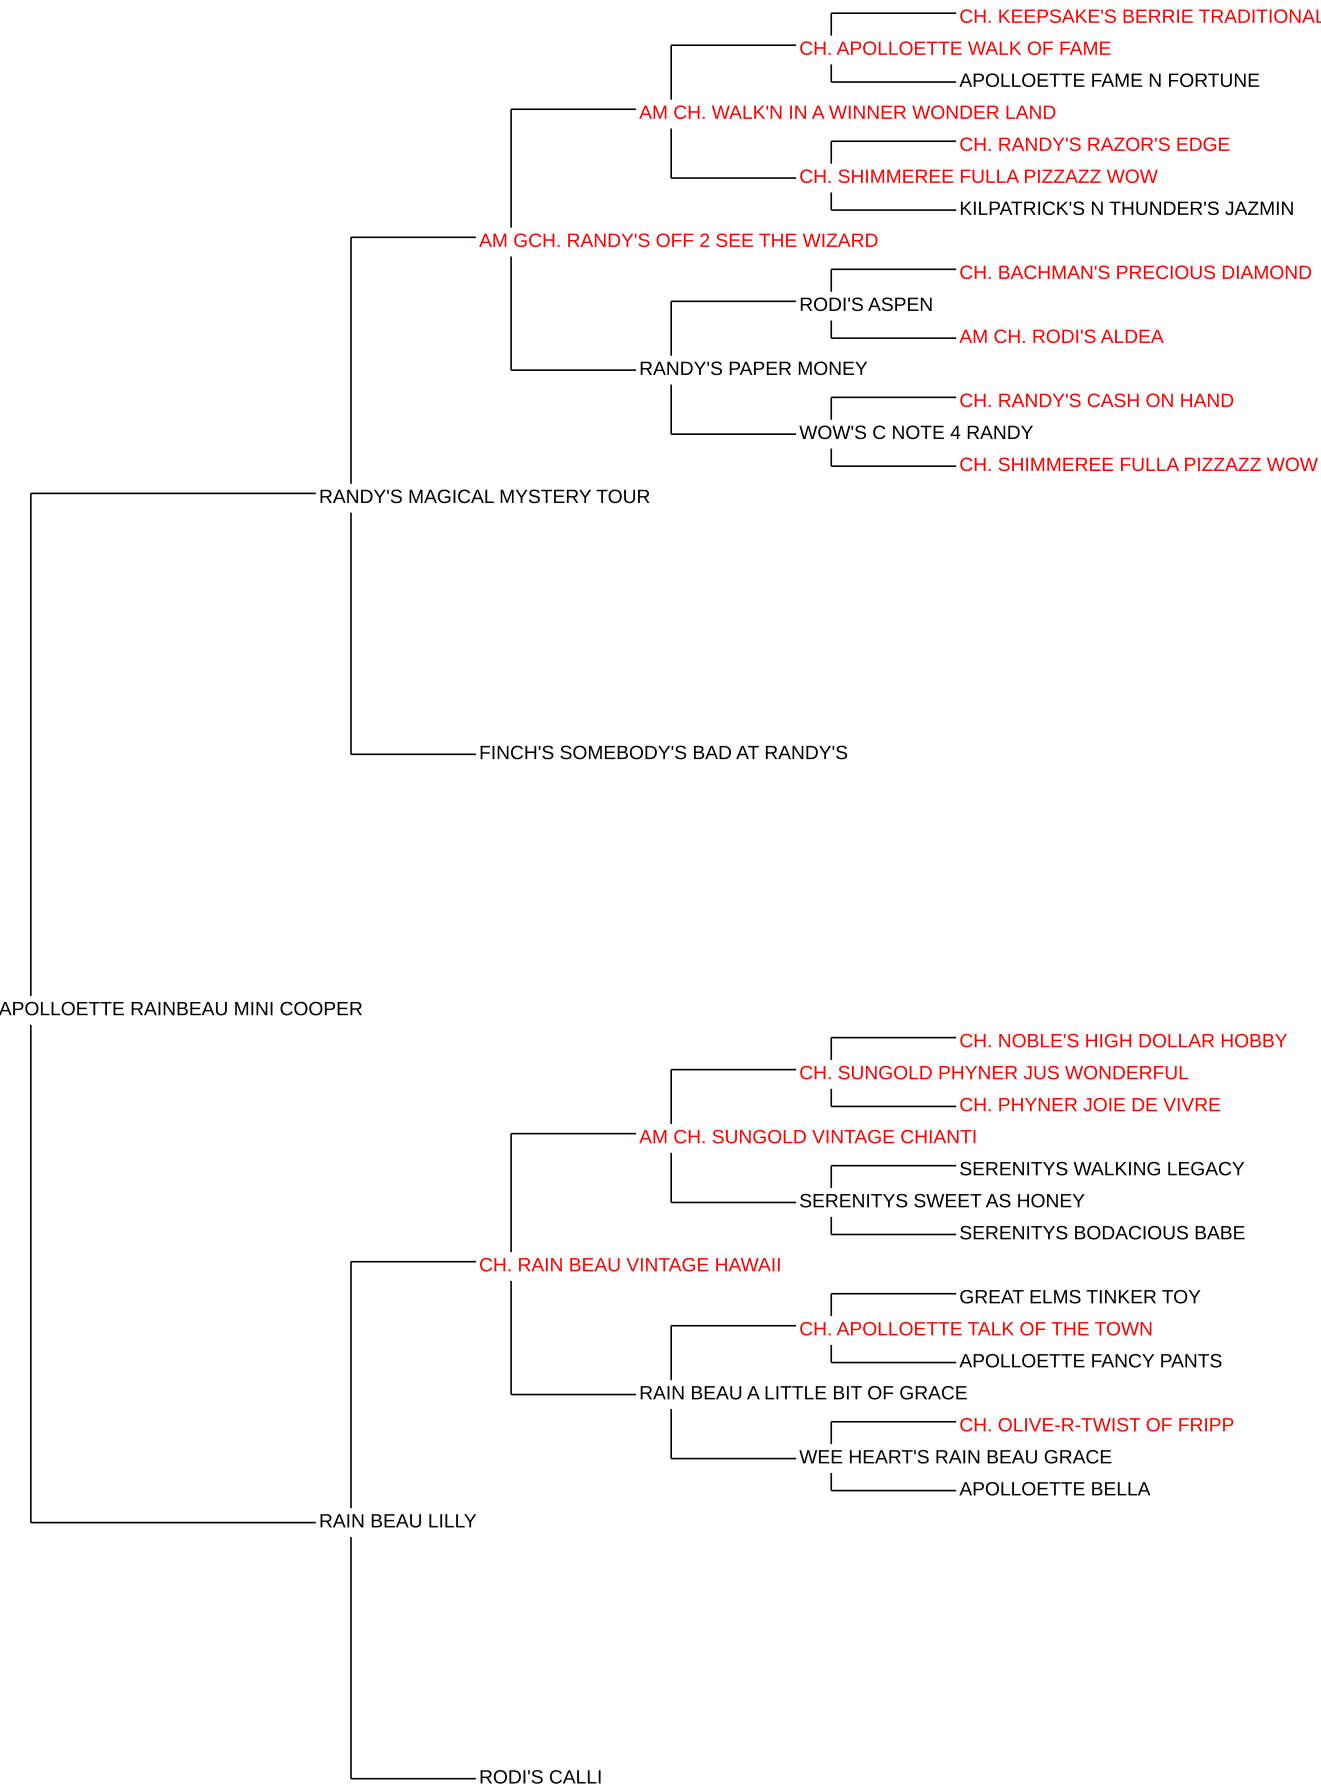 CH. KEEPSAKE'S BERRIE TRADITIONAL
CH. APOLLOETTE WALK OF FAME
APOLLOETTE FAME N FORTUNE
AM CH. WALK'N IN A WINNER WONDER LAND
CH. RANDY'S RAZOR'S EDGE
CH. SHIMMEREE FULLA PIZZAZZ WOW
KILPATRICK'S N THUNDER'S JAZMIN
AM GCH. RANDY'S OFF 2 SEE THE WIZARD
CH. BACHMAN'S PRECIOUS DIAMOND
RODI'S ASPEN
AM CH. RODI'S ALDEA
RANDY'S PAPER MONEY
CH. RANDY'S CASH ON HAND
WOW'S C NOTE 4 RANDY
CH. SHIMMEREE FULLA PIZZAZZ WOW
RANDY'S MAGICAL MYSTERY TOUR
FINCH'S SOMEBODY'S BAD AT RANDY'S
APOLLOETTE RAINBEAU MINI COOPER
CH. NOBLE'S HIGH DOLLAR HOBBY
CH. SUNGOLD PHYNER JUS WONDERFUL
CH. PHYNER JOIE DE VIVRE
AM CH. SUNGOLD VINTAGE CHIANTI
SERENITYS WALKING LEGACY
SERENITYS SWEET AS HONEY
SERENITYS BODACIOUS BABE
CH. RAIN BEAU VINTAGE HAWAII
GREAT ELMS TINKER TOY
CH. APOLLOETTE TALK OF THE TOWN
APOLLOETTE FANCY PANTS
RAIN BEAU A LITTLE BIT OF GRACE
CH. OLIVE-R-TWIST OF FRIPP
WEE HEART'S RAIN BEAU GRACE
APOLLOETTE BELLA
RAIN BEAU LILLY
RODI'S CALLI